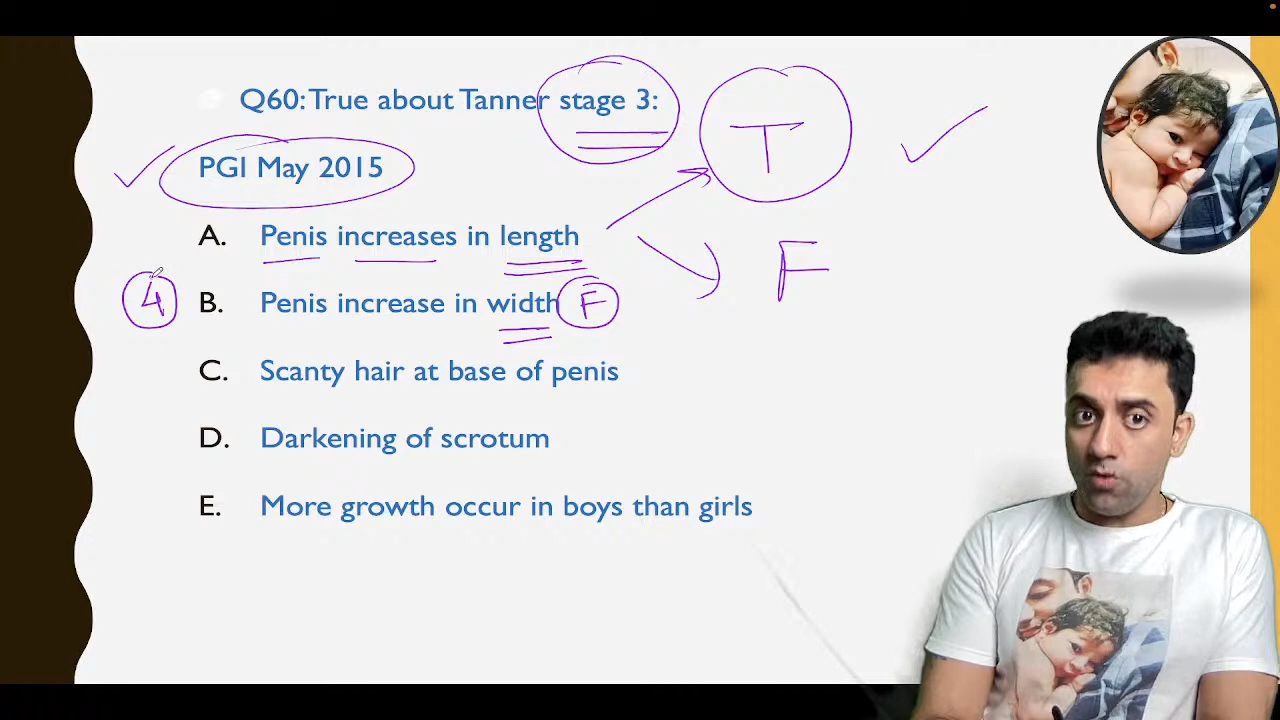 Q60: True about Tanner stage 3:
T
PGI May 2015
A. Penis increases in length
F
4 B. Penis increase in width F
C. Scanty hair at base of penis
D. Darkening of scrotum
E. More growth occur in boys than girls